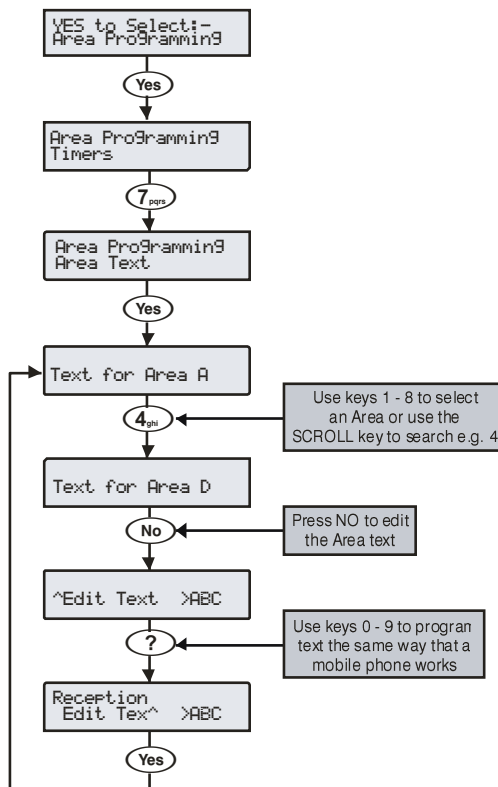 YES to Select:-
Area Programming
Yes
Area Programming
Timers
7pqrs
Area Programming
Area Text
Yes
Text for Area A
4ghi
Use keys 1 - 8 to select
an Area or use the
SCROLL key to search e.g. 4
Text for Area D
No
Press NO to edit
the Area text
^Edit Text >ABC
?
Use keys 0 - 9 to program
text the same way that a
mobile phone works
Reception
Edit Tex^ >ABC
Yes